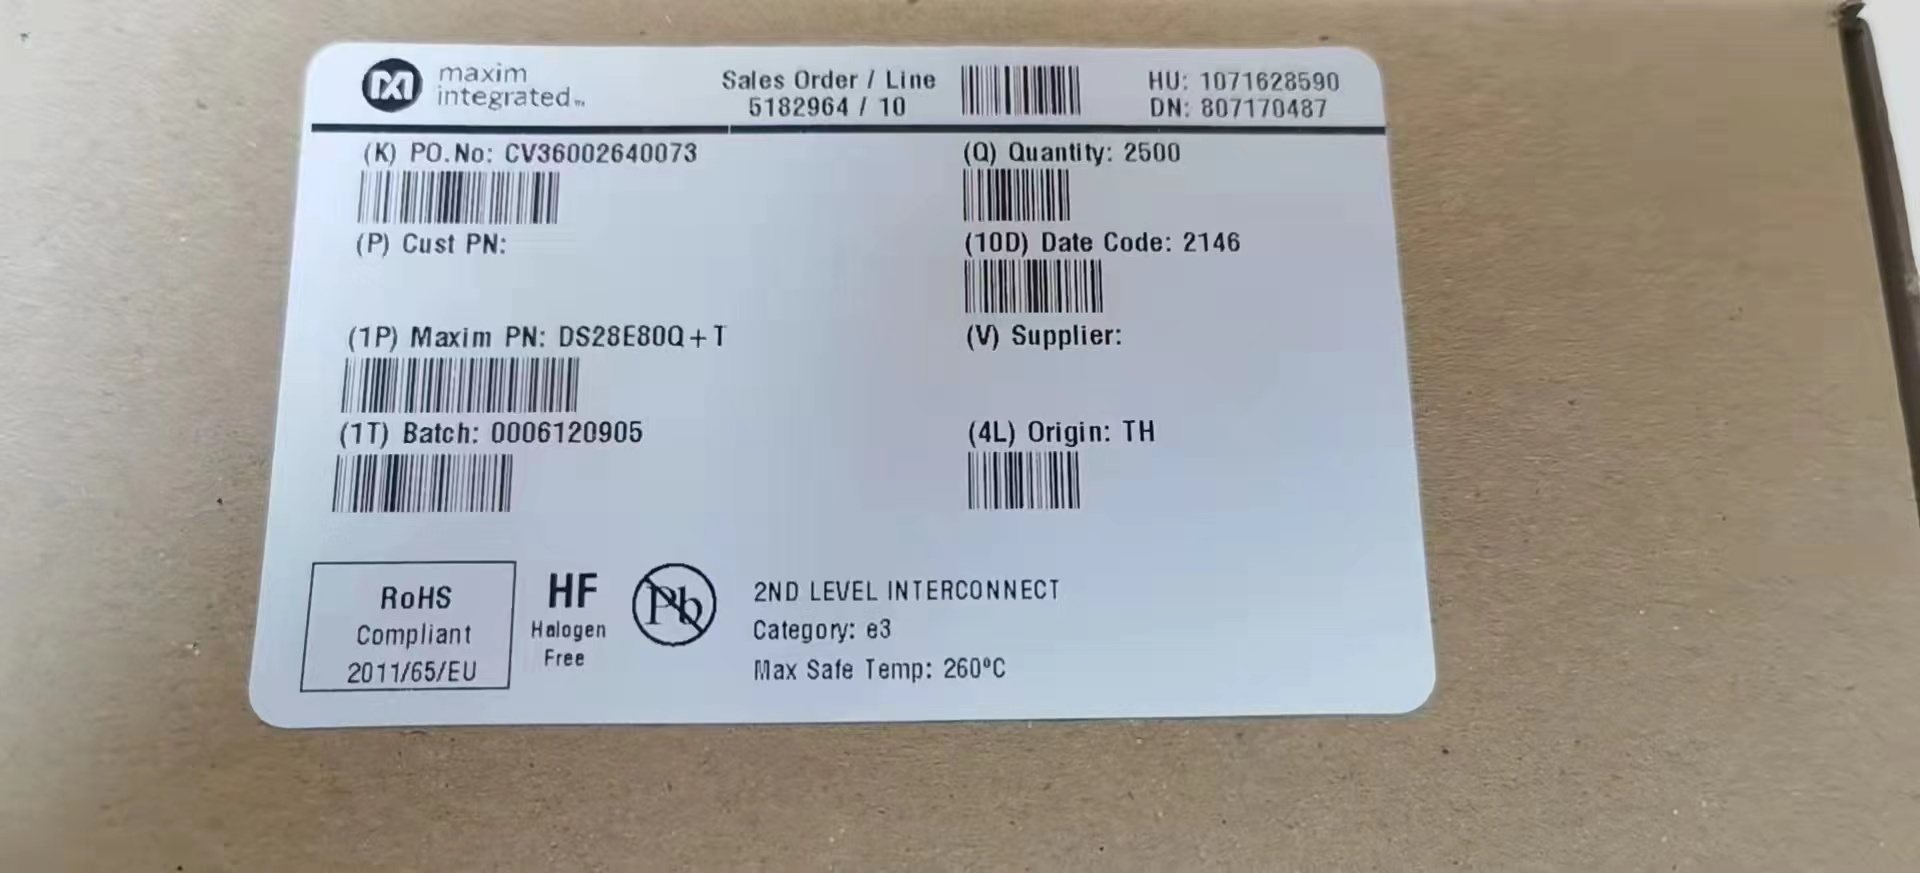 maxim
integrated™
Sales Order / Line
5182964 / 10
HU: 1071628590
DN: 807170487
(K) PO.No: CV36002640073
(Q) Quantity: 2500
(P) Cust PN:
(10D) Date Code: 2146
(1P) Maxim PN: DS28E80Q+T
(V) Supplier:
(1T) Batch: 0006120905
(4L) Origin: TH
RoHS
Compliant
2011/65/EU
HF
Halogen
Free
Pb
2ND LEVEL INTERCONNECT
Category: e3
Max Safe Temp: 260ºC